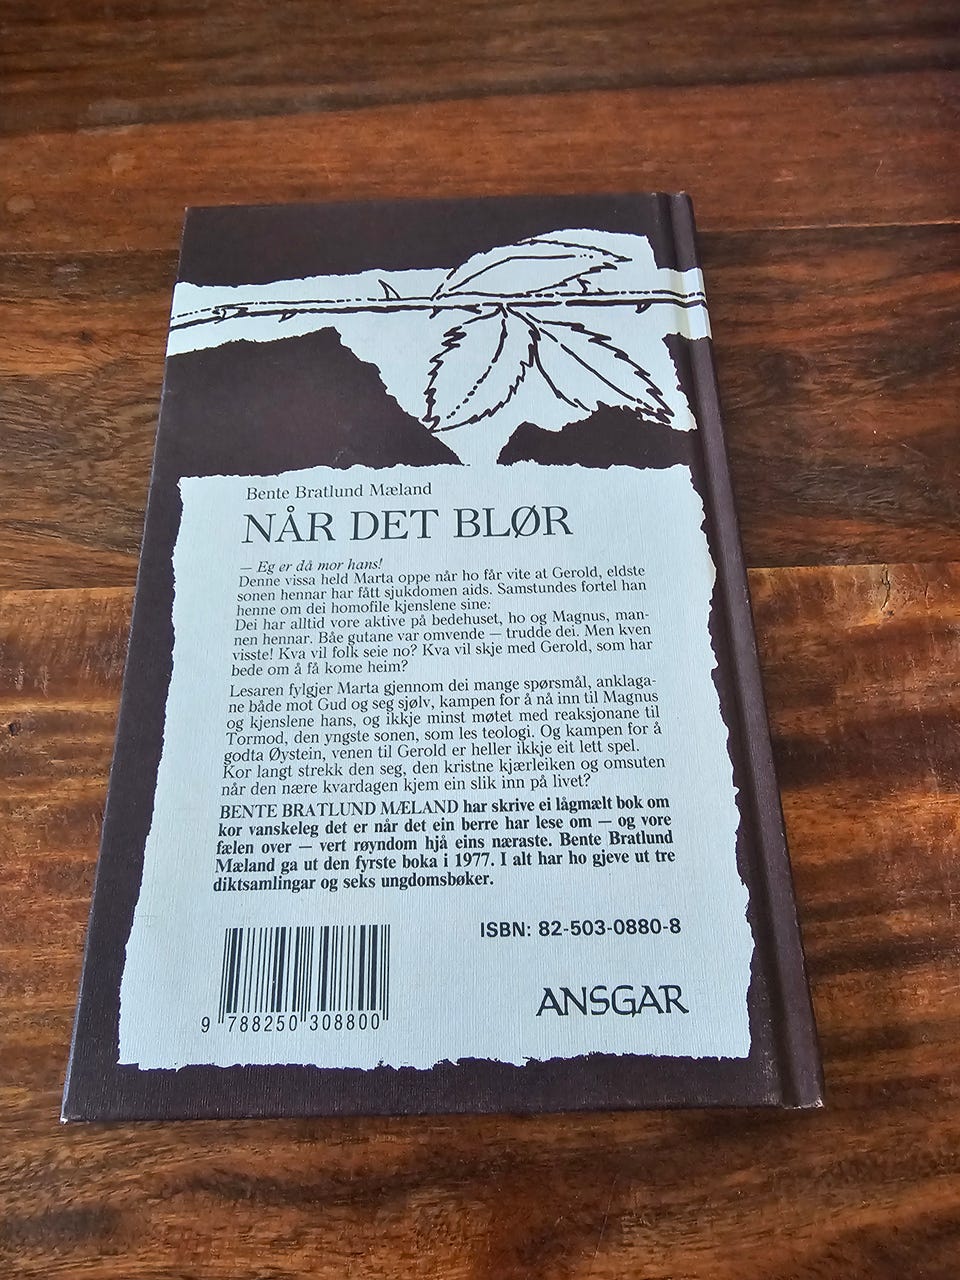 Bente Bratlund Mæland
NÅR DET BLØR
— Eg er då mor hans!
Denne vissa held Marta oppe når ho får vite at Gerold, eldste
sonen hennar har fått sjukdomen aids. Samstundes fortel han
henne om dei homofile kjenslene sine:
Dei har alltid vore aktive på bedehuset, ho og Magnus, man-
nen hennar. Båe gutane var omvende — trudde dei. Men kven
visste! Kva vil folk seie no? Kva vil skje med Gerold, som har
bede om å få kome heim?
Lesaren fylgjer Marta gjennom dei mange spørsmål, anklaga-
ne både mot Gud og seg sjølv, kampen for å nå inn til Magnus
og kjenslene hans, og ikkje minst møtet med reaksjonane til
Tormod, den yngste sonen, som les teologi. Og kampen for å
godta Øystein, venen til Gerold er heller ikkje eit lett spel.
Kor langt strekk den seg, den kristne kjærleiken og omsuten
når den nære kvardagen kjem ein slik inn på livet?
BENTE BRATLUND MÆLAND har skrive ei lågmælt bok om
kor vanskeleg det er når det ein berre har lese om — og vore
fælen over — vert røyndom hjå eins næraste. Bente Bratlund
Mæland ga ut den fyrste boka i 1977. I alt har ho gjeve ut tre
diktsamlingar og seks ungdomsbøker.
ISBN: 82-503-0880-8
ANSGAR
9 788250 308800